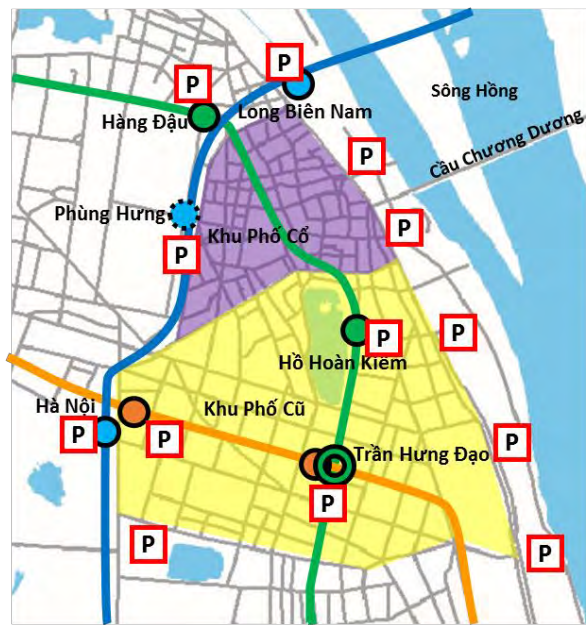 P
P
Sông Hồng
Long Biên Nam
Hàng Đậu
P
Cầu Chương Dương
Phùng Hưng
P
Khu Phố Cổ
P
P
P
Hồ Hoàn Kiếm
Hà Nội
Khu Phố Cũ
P
P
P
Trần Hưng Đạo
P
P
P